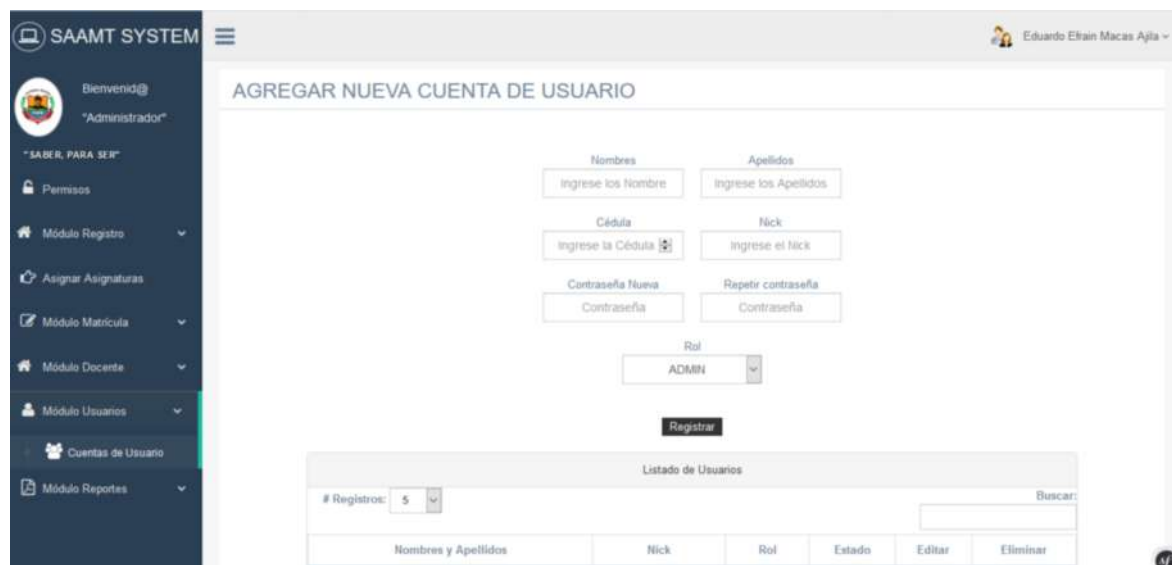 SAAMT SYSTEM
Eduardo Efrain Macas Ajila
Bienvenid@
"Administrador"
"SABER, PARA SER"
Permisos
Módulo Registro
Asignar Asignaturas
Módulo Matrícula
Módulo Docente
Módulo Usuarios
Cuentas de Usuario
Módulo Reportes
AGREGAR NUEVA CUENTA DE USUARIO
Nombres Apellidos
Ingrese los Nombre Ingrese los Apellidos
Cédula Nick
Ingrese la Cédula Ingrese el Nick
Contraseña Nueva Repetir contraseña
Contraseña Contraseña
Rol
ADMIN
Registrar
Listado de Usuarios
# Registros: 5 Buscar:
Nombres y Apellidos Nick Rol Estado Editar Eliminar